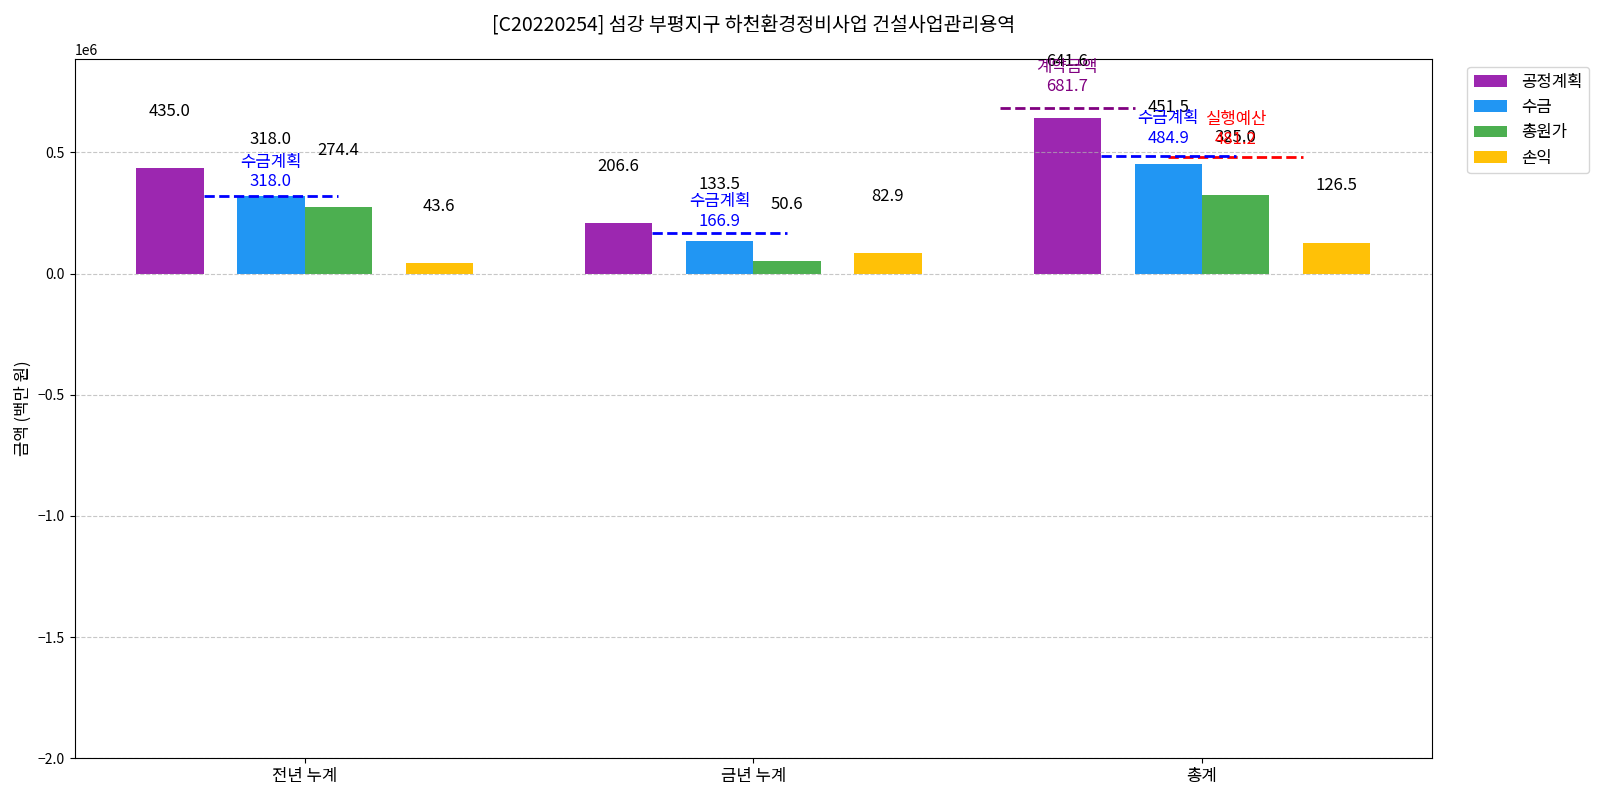 [C20220254] 섬강 부평지구 하천환경정비사업 건설사업관리용역
1e6
공정계획
수금
총원가
손익
금액 (백만 원)
0.5
0.0
−0.5
−1.0
−1.5
−2.0
435.0
318.0
수금계획
318.0
274.4
43.6
206.6
133.5
수금계획
166.9
50.6
82.9
641.6
계약금액
681.7
451.5
수금계획
484.9
실행예산
325.0
481.2
126.5
전년 누계
금년 누계
총계